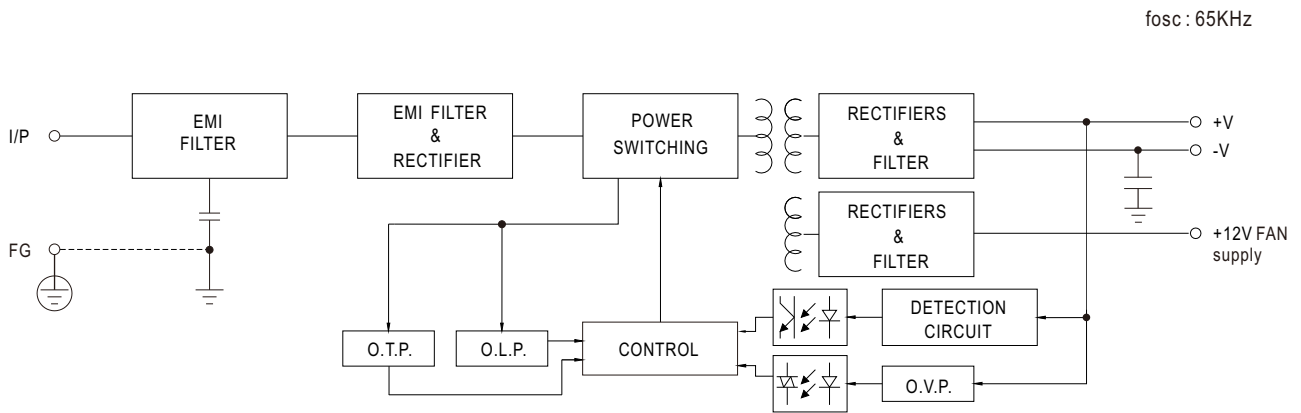 fosc : 65KHz
I/P
EMI
FILTER
EMI FILTER
&
RECTIFIER
POWER
SWITCHING
RECTIFIERS
&
FILTER
+V
-V
RECTIFIERS
&
FILTER
+12V FAN
supply
FG
DETECTION
CIRCUIT
O.T.P.
O.L.P.
CONTROL
O.V.P.